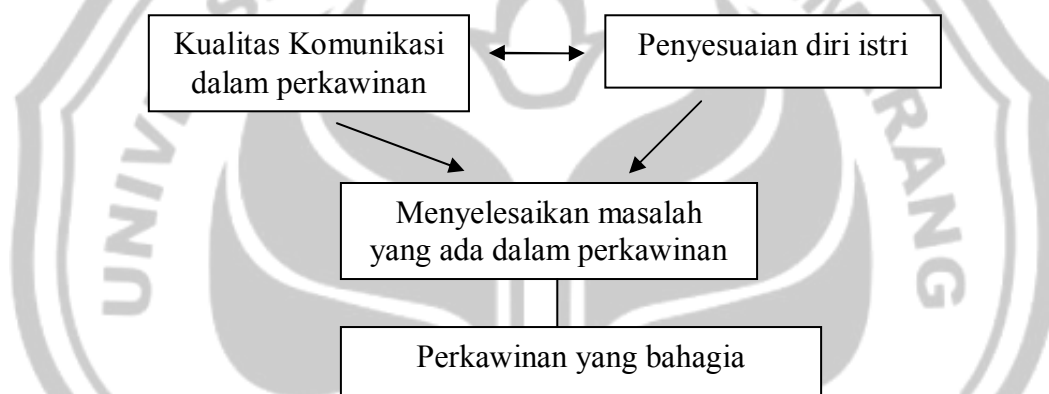 Kualitas Komunikasi
dalam perkawinan
Penyesuaian diri istri
Menyelesaikan masalah
yang ada dalam perkawinan
Perkawinan yang bahagia